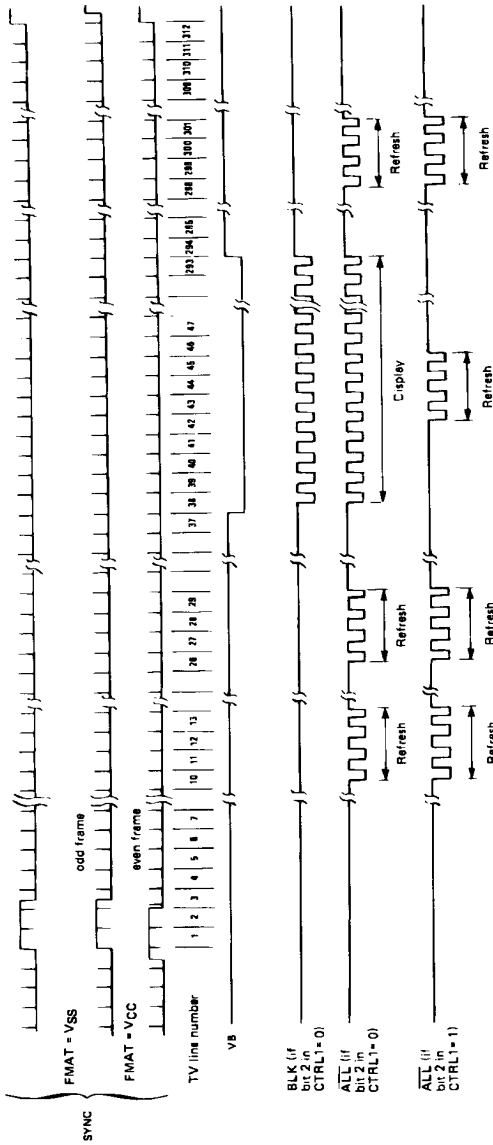 SYNC
FMAT = VSS
odd frame
FMAT = VCC
even frame
TV line number 1 2 3 4 5 6 7 10 11 12 13 26 27 28 29 37 38 39 40 41 42 43 44 45 46 47 293 294 295 298 299 300 301 309 310 311 312
VB
BLK (if
bit 2 in
CTRL1= 0)
ALL (if
bit 2 in
CTRL1= 0)
Refresh Refresh Display Refresh
ALL (if
bit 2 in
CTRL1= 1)
Refresh Refresh Refresh Refresh